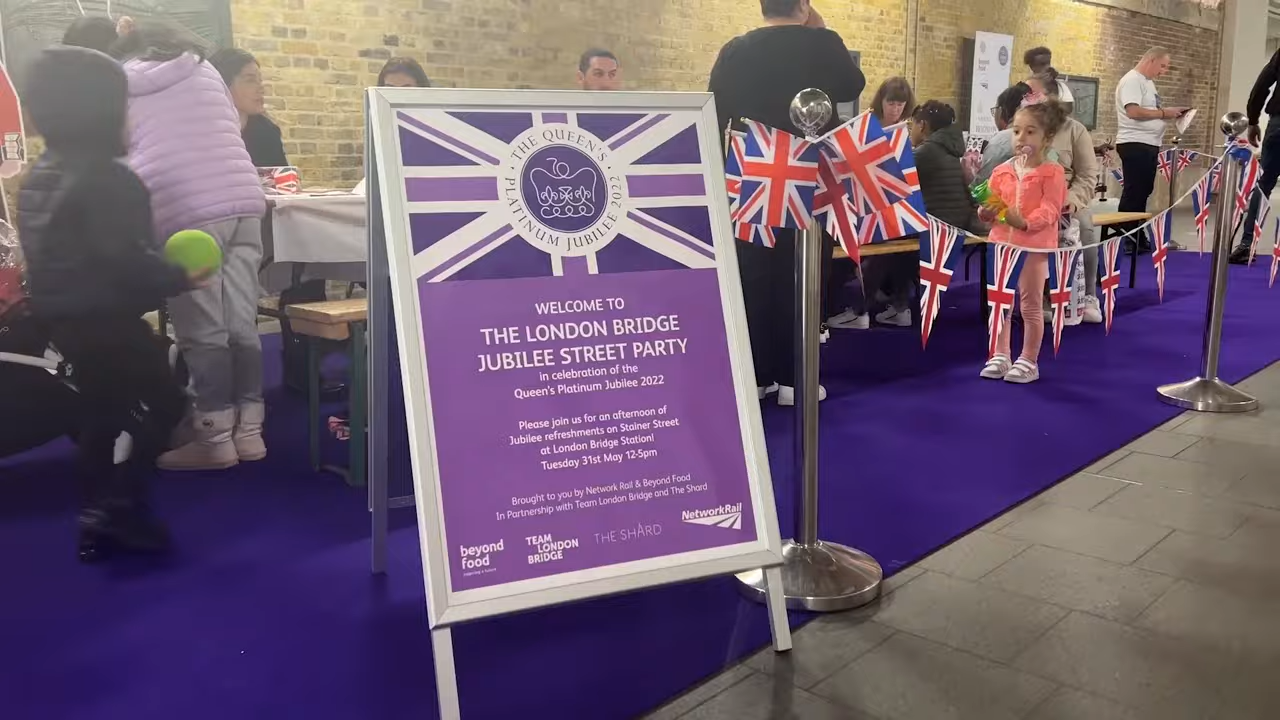 THE QUEEN'S
PLATINUM JUBILEE 2022
70
WELCOME TO
THE LONDON BRIDGE
JUBILEE STREET PARTY
in celebration of the
Queen's Platinum Jubilee 2022
Please join us for an afternoon of
Jubilee refreshments on Stainer Street
at London Bridge Station!
Tuesday 31st May 12-5pm
Brought to you by Network Rail & Beyond Food
In Partnership with Team London Bridge and The Shard
beyond
food
TEAM
LONDON
BRIDGE
THE SHARD
NetworkRail
beyond
food